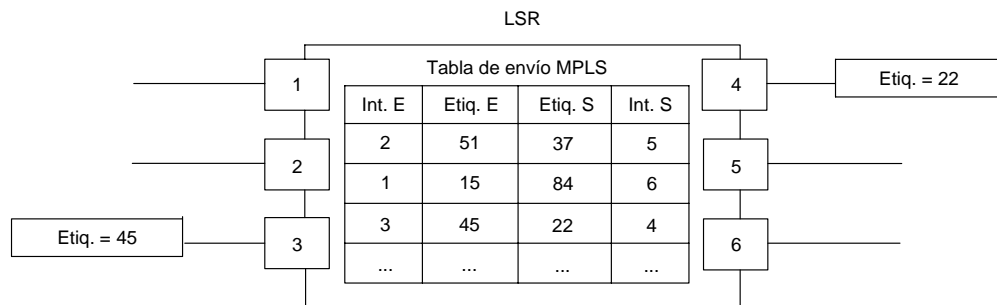 LSR
Tabla de envío MPLS
1
4
Etiq. = 22
Int. E Etiq. E Etiq. S Int. S
2 51 37 5
2
5
1 15 84 6
3 45 22 4
Etiq. = 45
3
6
... ... ... ...